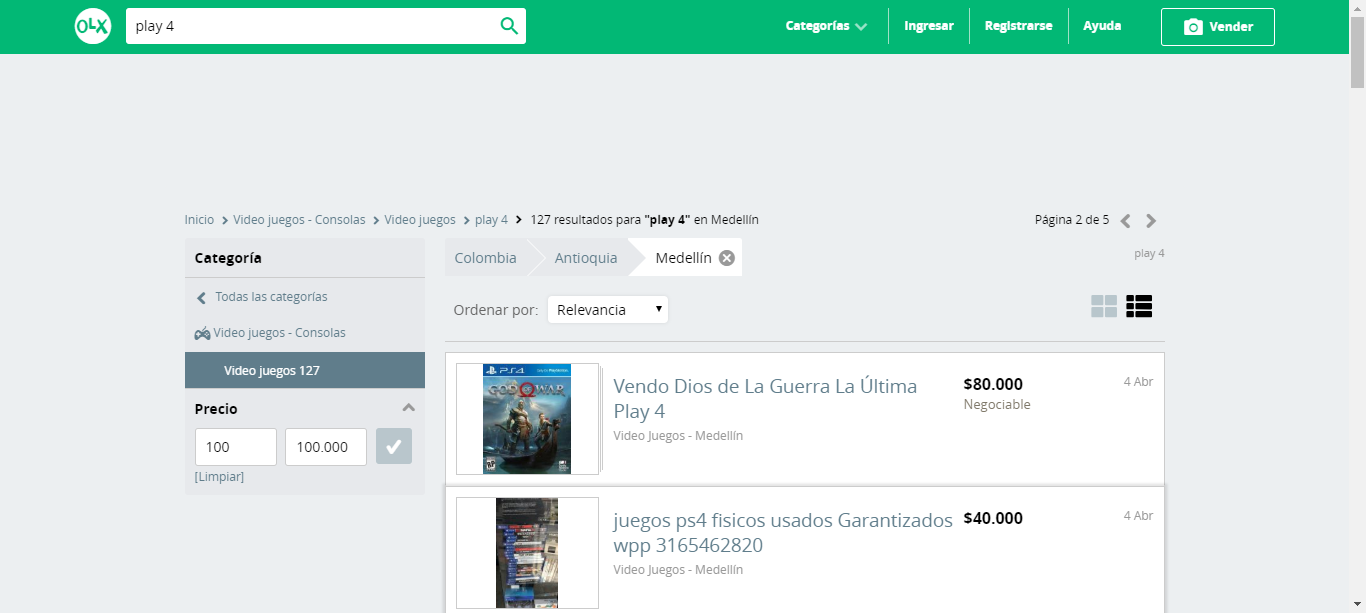 OLX
play 4
Categorías
Ingresar
Registrarse
Ayuda
Vender
Inicio > Video juegos - Consolas > Video juegos > play 4 > 127 resultados para "play 4" en Medellín
Página 2 de 5
Categoría
Todas las categorías
Video juegos - Consolas
Video juegos 127
Precio
100
100.000
[Limpiar]
Colombia
Antioquia
Medellín
play 4
Ordenar por:
Relevancia
PS4
GOD OF WAR
Vendo Dios de La Guerra La Última
Play 4
Video Juegos - Medellín
$80.000
Negociable
4 Abr
juegos ps4 fisicos usados Garantizados
wpp 3165462820
Video Juegos - Medellín
$40.000
4 Abr